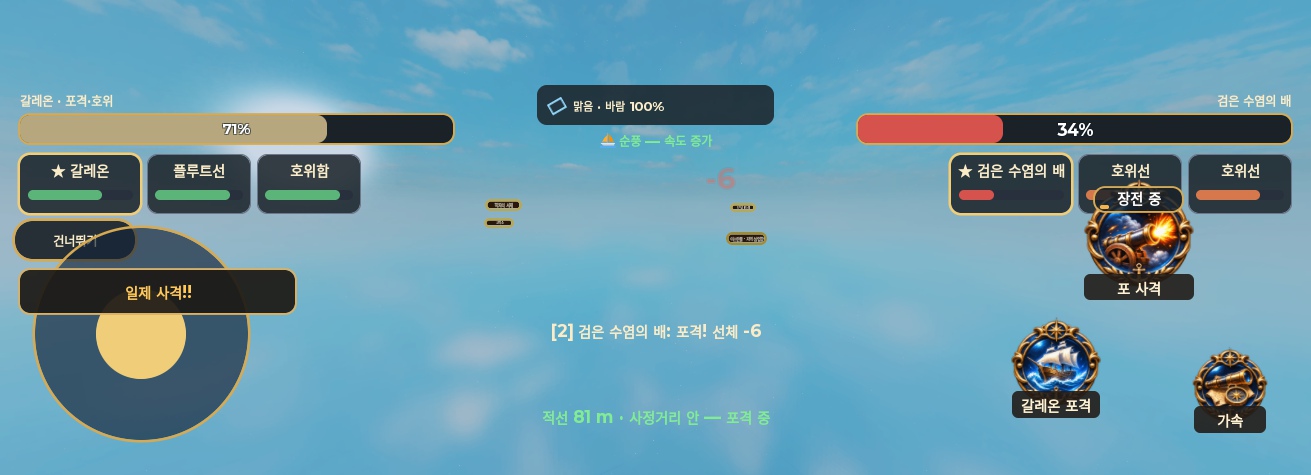 갈레온 · 포격·호위
71%
★ 갈레온
플루트선
호위함
건너뛰기
일제 사격!!
맑음 · 바람 100%
순풍 — 속도 증가
-6
[2] 검은 수염의 배: 포격! 선체 -6
적선 81 m · 사정거리 안 — 포격 중
검은 수염의 배
34%
★ 검은 수염의 배
호위선
호위선
장전 중
포 사격
갈레온 포격
가속